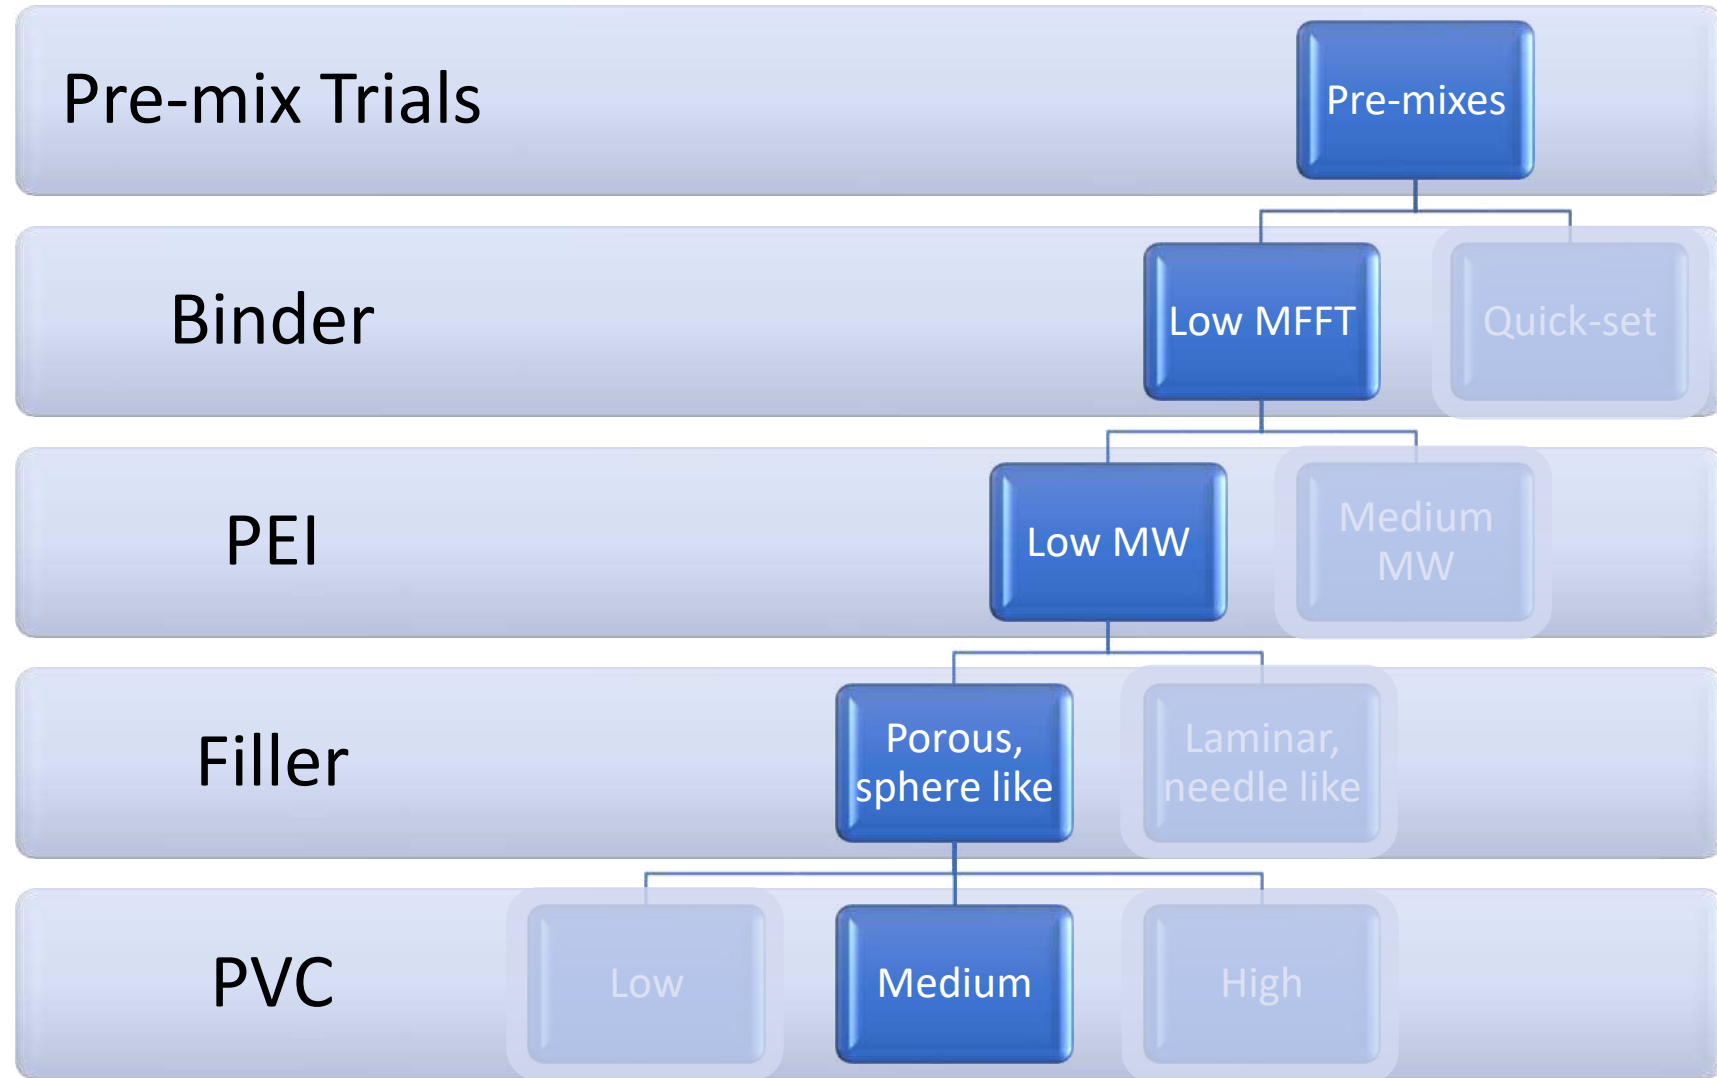 Pre-mix Trials
Pre-mixes
Binder
Low MFFT
Quick-set
PEI
Low MW
Medium
MW
Filler
Porous,
sphere like
Laminar,
needle like
PVC
Low
Medium
High